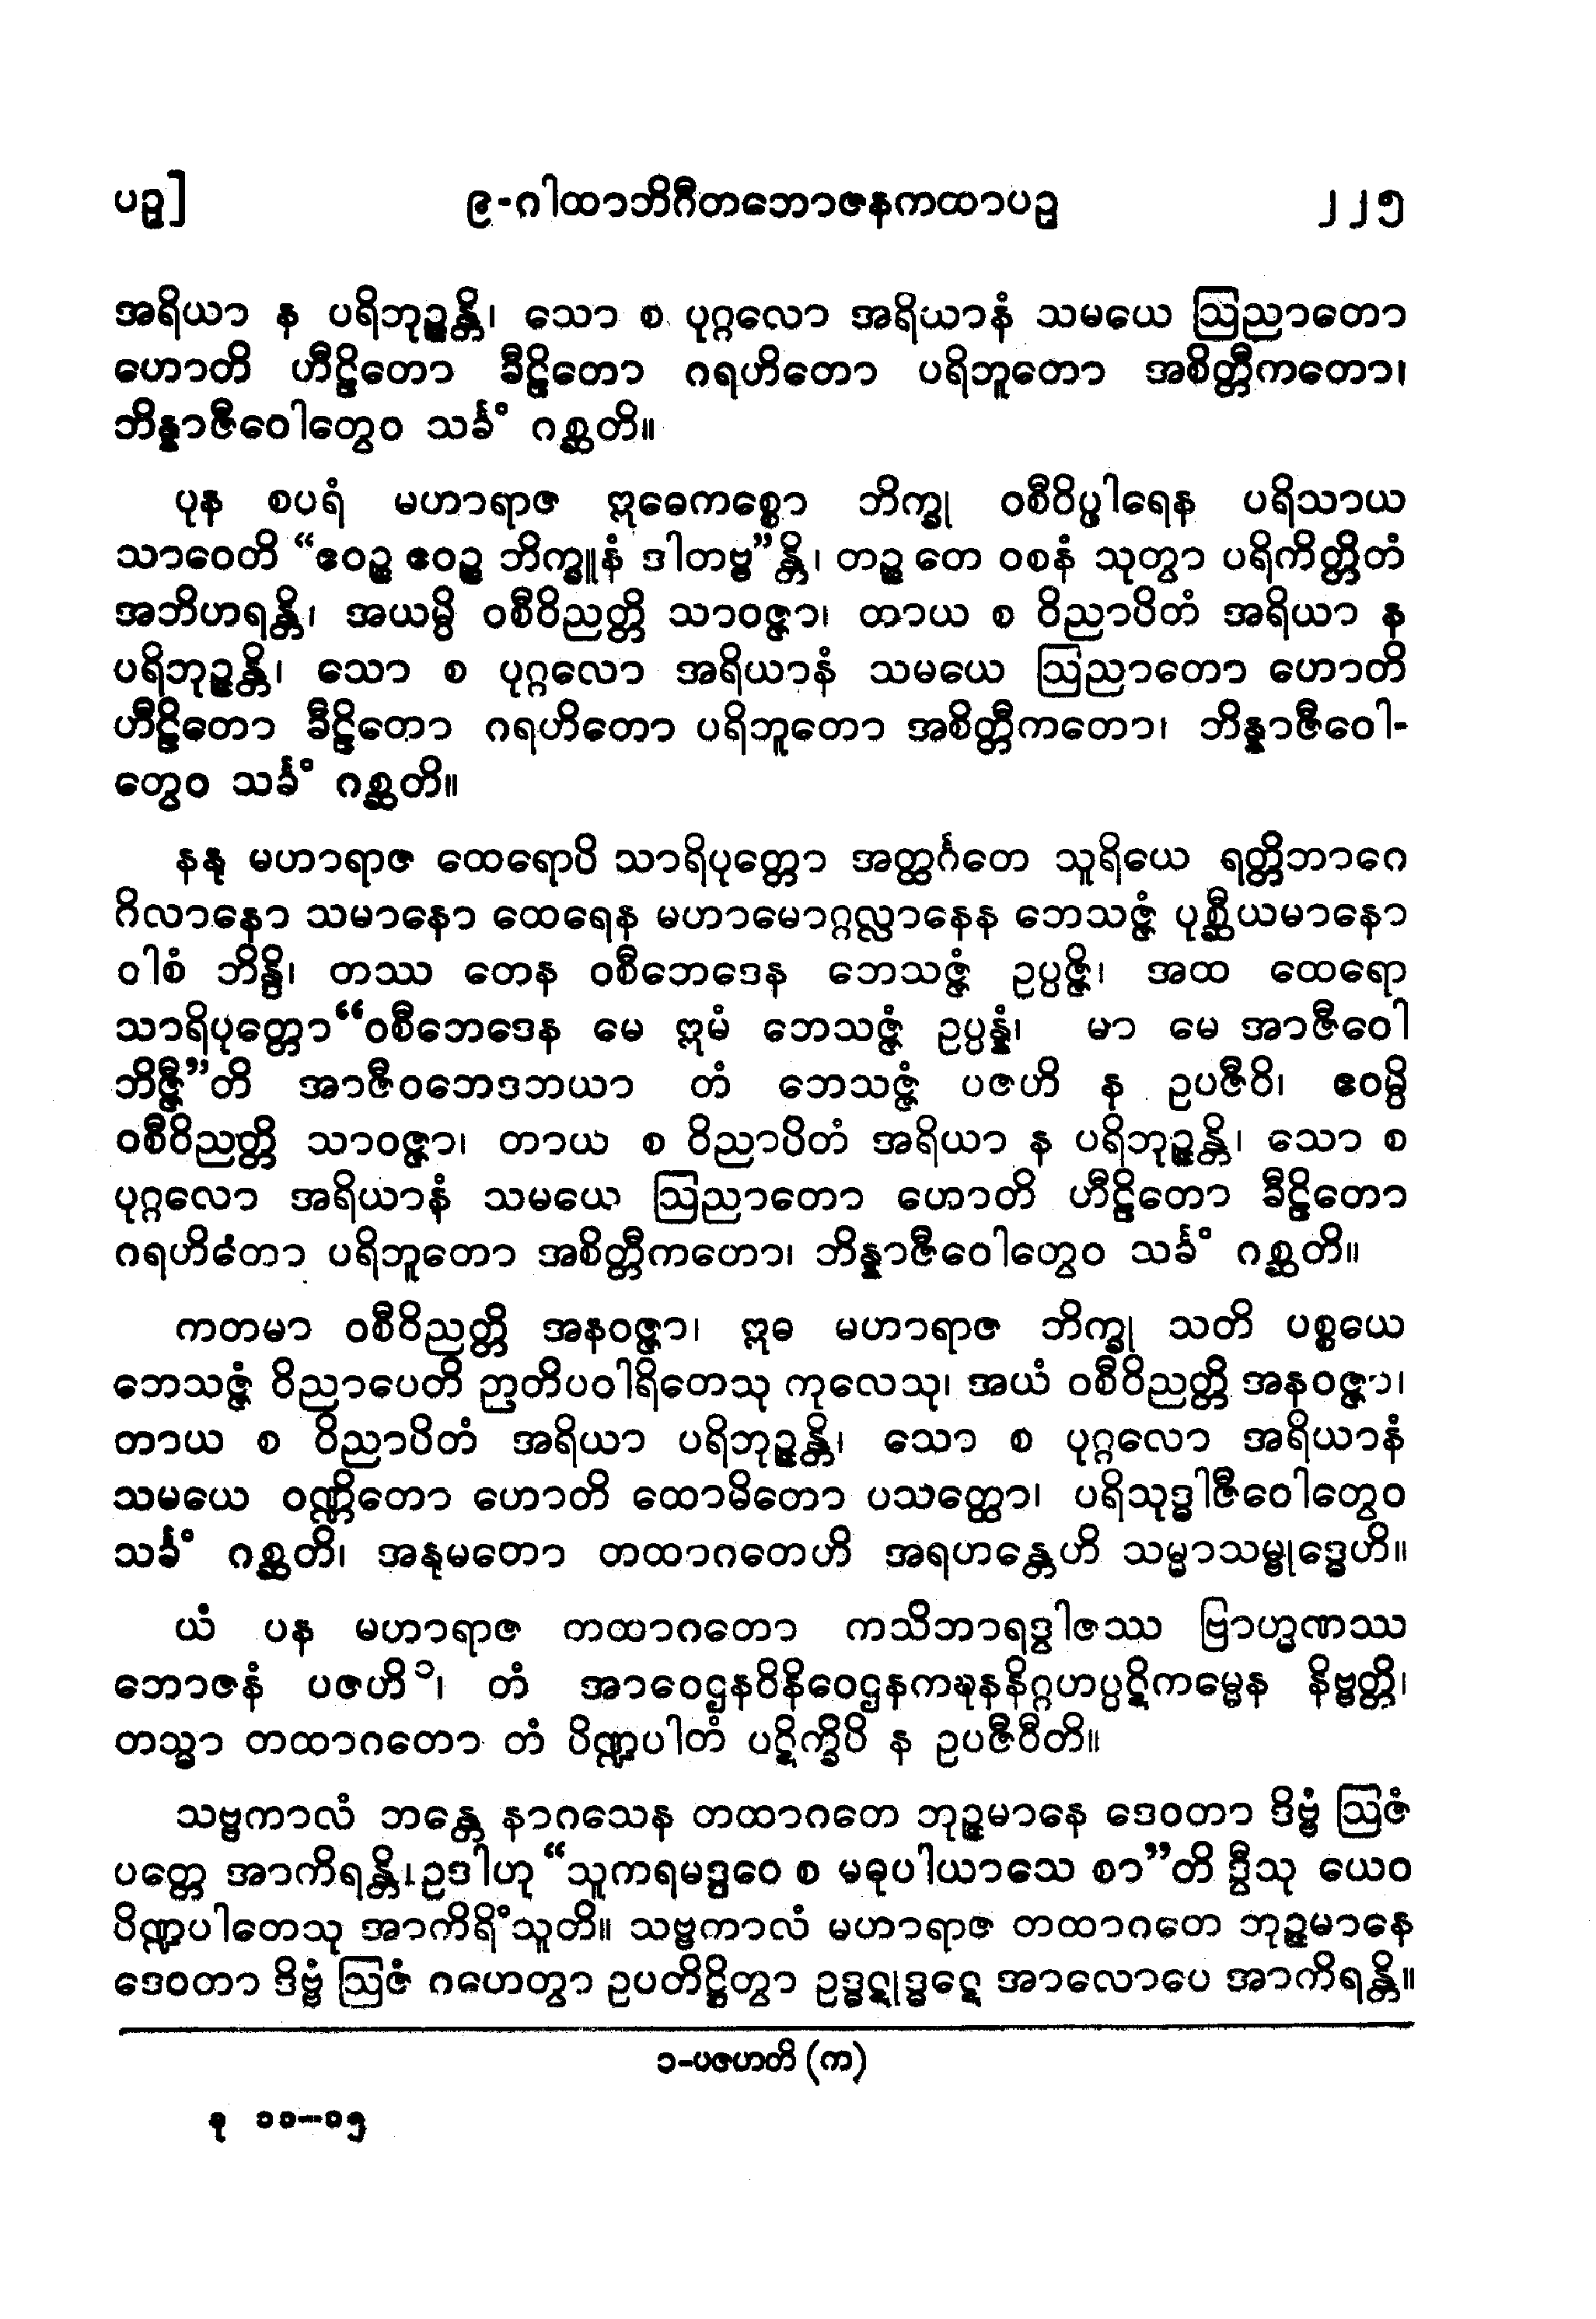 ပဉှ]
၉-ဂါထာဘိဂီတဘောဇနကထာပဉှ
၂၂၅
အရိယာ န ပရိဘုဉ္ဇန္တိ၊ သော စ ပုဂ္ဂလော အရိယာနံ သမယေ ဩညာတော
ဟောတိ ဟီဠိတော ခီဠိတော ဂရဟိတော ပရိဘူတော အစိတ္တီကတော၊
ဘိန္နာဇီဝေါတွေဝ သင်္ခံ ဂစ္ဆတိ။
ပုန စပရံ မဟာရာဇ ဣဓေကစ္စော ဘိက္ခု ဝစီဝိပ္ဖါရေန ပရိသာယ
သာဝေတိ “ဧဝဉ္စ ဧဝဉ္စ ဘိက္ခူနံ ဒါတဗ္ဗ”န္တိ၊ တဉ္စ တေ ဝစနံ သုတွာ ပရိကိတ္တိတံ
အဘိဟရန္တိ၊ အယမ္ပိ ဝစီဝိညတ္တိ သာဝဇ္ဇာ၊ တာယ စ ဝိညာပိတံ အရိယာ န
ပရိဘုဉ္ဇန္တိ၊ သော စ ပုဂ္ဂလော အရိယာနံ သမယေ ဩညာတော ဟောတိ
ဟီဠိတော ခီဠိတော ဂရဟိတော ပရိဘူတော အစိတ္တီကတော၊ ဘိန္နာဇီဝေါ-
တွေဝ သင်္ခံ ဂစ္ဆတိ။
နနု မဟာရာဇ ထေရောပိ သာရိပုတ္တော အတ္ထင်္ဂတေ သူရိယေ ရတ္တိဘာဂေ
ဂိလာနော သမာနော ထေရေန မဟာမောဂ္ဂလ္လာနေန ဘေသဇ္ဇံ ပုစ္ဆီယမာနော
ဝါစံ ဘိန္ဒိ၊ တဿ တေန ဝစီဘေဒေန ဘေသဇ္ဇံ ဥပ္ပဇ္ဇိ၊ အထ ထေရော
သာရိပုတ္တော “ဝစီဘေဒေန မေ ဣမံ ဘေသဇ္ဇံ ဥပ္ပန္နံ၊ မာ မေ အာဇီဝေါ
ဘိဇ္ဇီ”တိ အာဇီဝဘေဒဘယာ တံ ဘေသဇ္ဇံ ပဇဟိ န ဥပဇီဝိ၊ ဧဝမ္ပိ
ဝစီဝိညတ္တိ သာဝဇ္ဇာ၊ တာယ စ ဝိညာပိတံ အရိယာ န ပရိဘုဉ္ဇန္တိ၊ သော စ
ပုဂ္ဂလော အရိယာနံ သမယေ ဩညာတော ဟောတိ ဟီဠိတော ခီဠိတော
ဂရဟိတော ပရိဘူတော အစိတ္တီကတော၊ ဘိန္နာဇီဝေါတွေဝ သင်္ခံ ဂစ္ဆတိ။
ကတမာ ဝစီဝိညတ္တိ အနဝဇ္ဇာ၊ ဣဓ မဟာရာဇ ဘိက္ခု သတိ ပစ္စယေ
ဘေသဇ္ဇံ ဝိညာပေတိ ဉာတိပဝါရိတေသု ကုလေသု၊ အယံ ဝစီဝိညတ္တိ အနဝဇ္ဇာ၊
တာယ စ ဝိညာပိတံ အရိယာ ပရိဘုဉ္ဇန္တိ၊ သော စ ပုဂ္ဂလော အရိယာနံ
သမယေ ဝဏ္ဏိတော ဟောတိ ထောမိတော ပသတ္ထော၊ ပရိသုဒ္ဓါဇီဝေါတွေဝ
သင်္ခံ ဂစ္ဆတိ၊ အနုမတော တထာဂတေဟိ အရဟန္တေဟိ သမ္မာသမ္ဗုဒ္ဓေဟိ။
ယံ ပန မဟာရာဇ တထာဂတော ကသိဘာရဒွါဇဿ ဗြာဟ္မဏဿ
ဘောဇနံ ပဇဟိ၁၊ တံ အာဝေဌနဝိနိဝေဌနကဍ္ဎနနိဂ္ဂဟပ္ပဋိကမ္မေန နိဗ္ဗတ္တိ၊
တသ္မာ တထာဂတော တံ ပိဏ္ဍပါတံ ပဋိက္ခိပိ န ဥပဇီဝီတိ။
သဗ္ဗကာလံ ဘန္တေ နာဂသေန တထာဂတေ ဘုဉ္ဇမာနေ ဒေဝတာ ဒိဗ္ဗံ ဩဇံ
ပတ္တေ အာကိရန္တိ၊ ဥဒါဟု “သူကရမဒ္ဒဝေ စ မဓုပါယာသေ စာ”တိ ဒွီသု ယေဝ
ပိဏ္ဍပါတေသု အာကိရိံသူတိ။ သဗ္ဗကာလံ မဟာရာဇ တထာဂတေ ဘုဉ္ဇမာနေ
ဒေဝတာ ဒိဗ္ဗံ ဩဇံ ဂဟေတွာ ဥပတိဋ္ဌိတွာ ဥဒ္ဓဋုဒ္ဓဋေ အာလောပေ အာကိရန္တိ။
၁-ပဇဟတိ (က)
နု ၁၁--၁၅